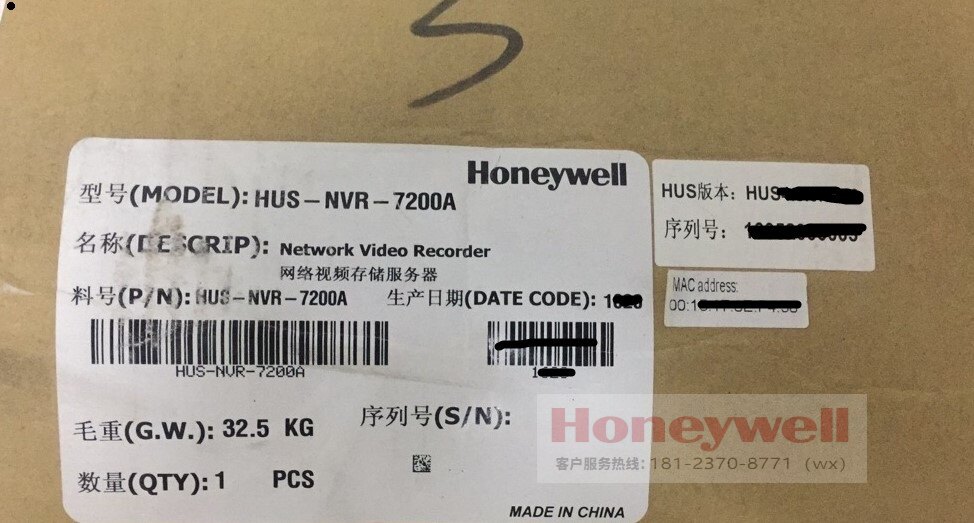 Honeywell
型号(MODEL): HUS-NVR-7200A
名称(DESCRIP): Network Video Recorder
网络视频存储服务器
料号(P/N): HUS-NVR-7200A 生产日期(DATE CODE):
HUS-NVR-7200A
毛重(G.W.): 32.5 KG
序列号(S/N):
数量(QTY): 1 PCS
MADE IN CHINA
HUS版本: HUS
序列号:
MAC address:
Honeywell
客户服务热线: 181-2370-8771 (wx)